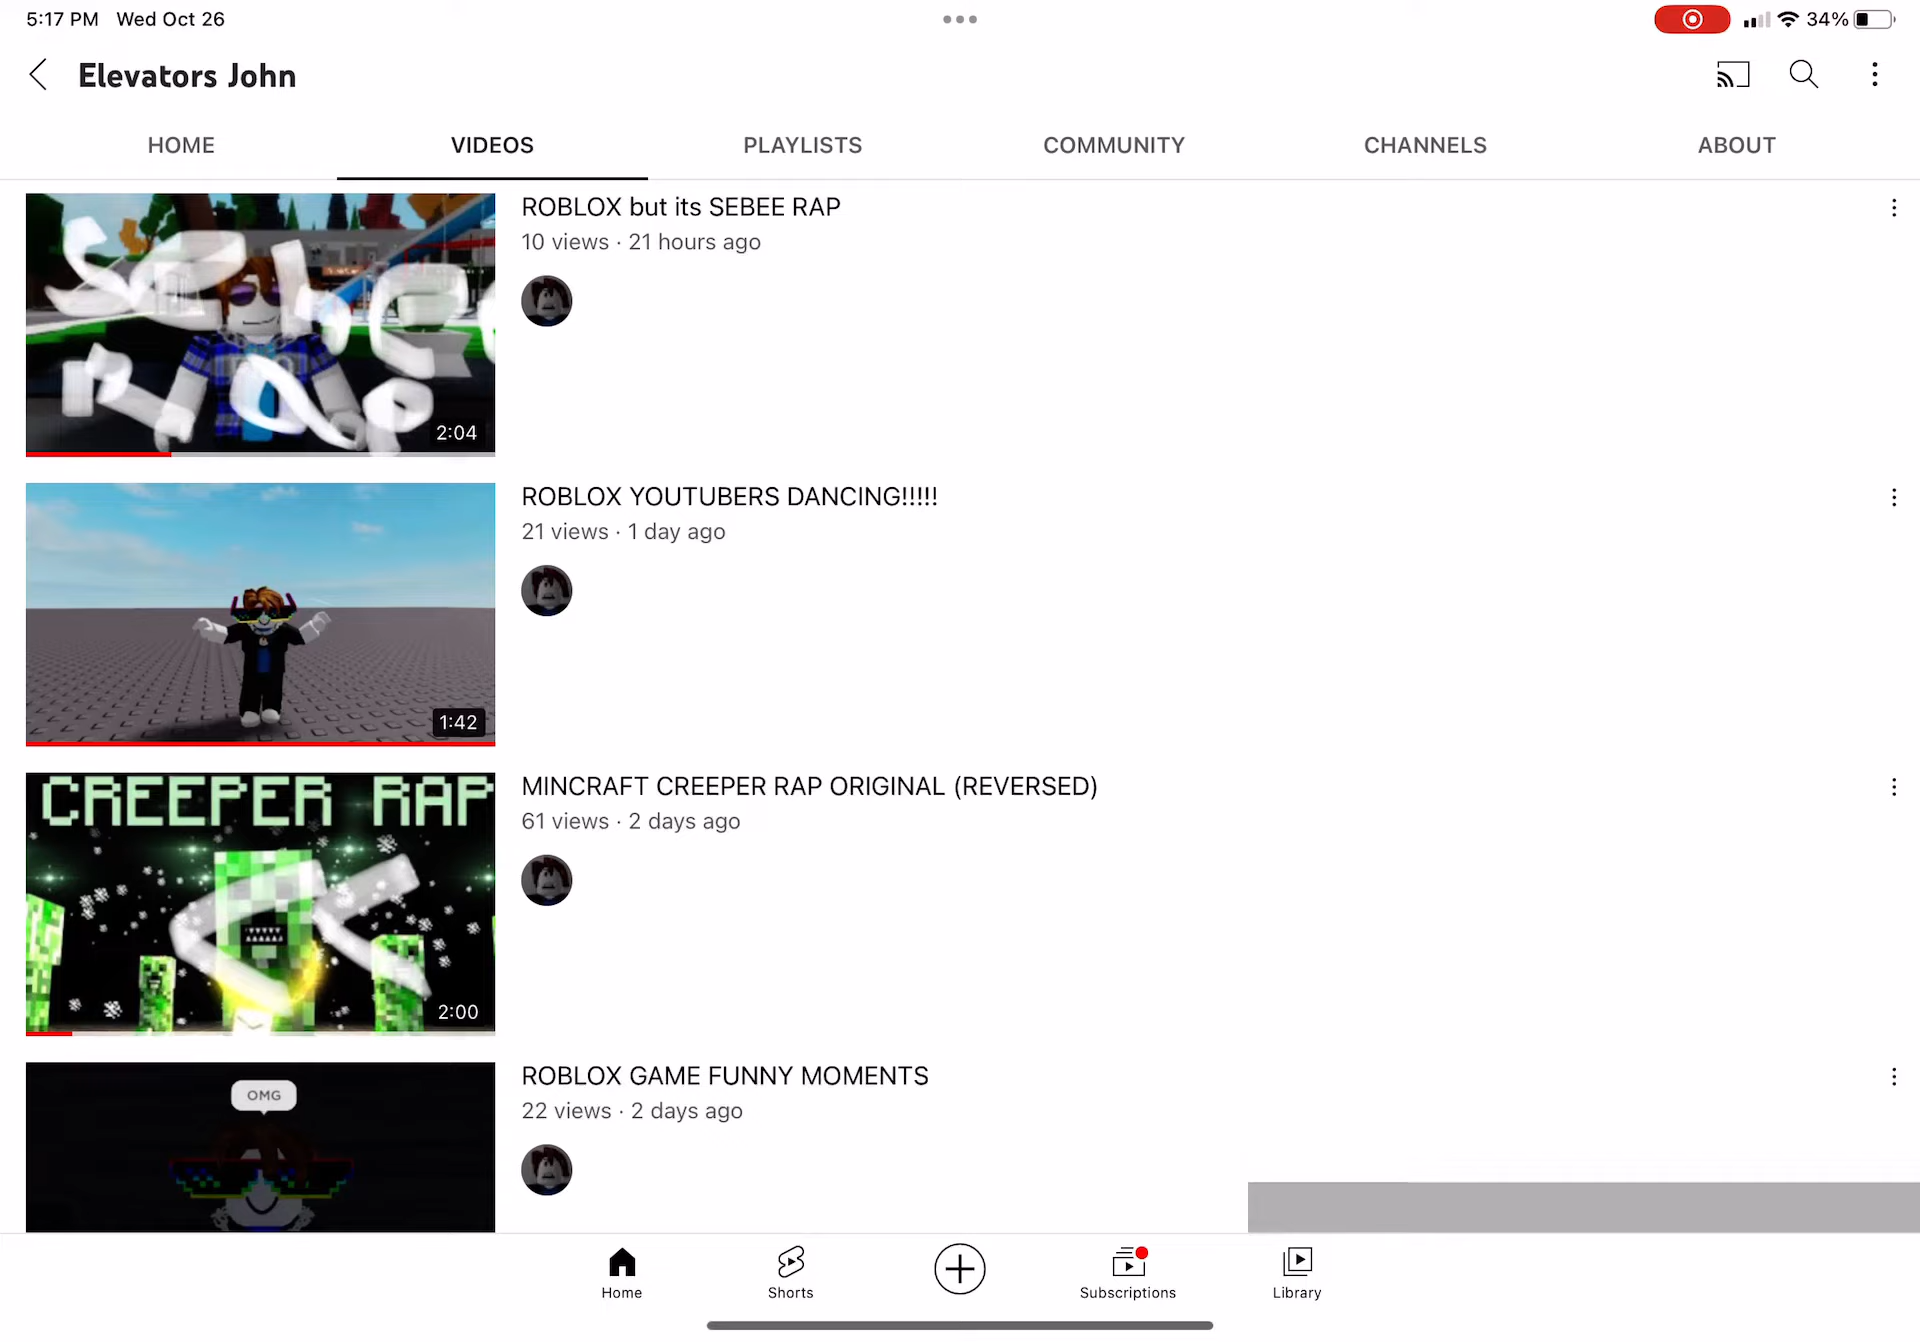 5:17 PM Wed Oct 26
34%
Elevators John
HOME VIDEOS PLAYLISTS COMMUNITY CHANNELS ABOUT
Sebee
rap
2:04
ROBLOX but its SEBEE RAP
10 views · 21 hours ago
1:42
ROBLOX YOUTUBERS DANCING!!!!!
21 views · 1 day ago
CREEPER RAP
2:00
MINCRAFT CREEPER RAP ORIGINAL (REVERSED)
61 views · 2 days ago
OMG
ROBLOX GAME FUNNY MOMENTS
22 views · 2 days ago
Home Shorts Subscriptions Library